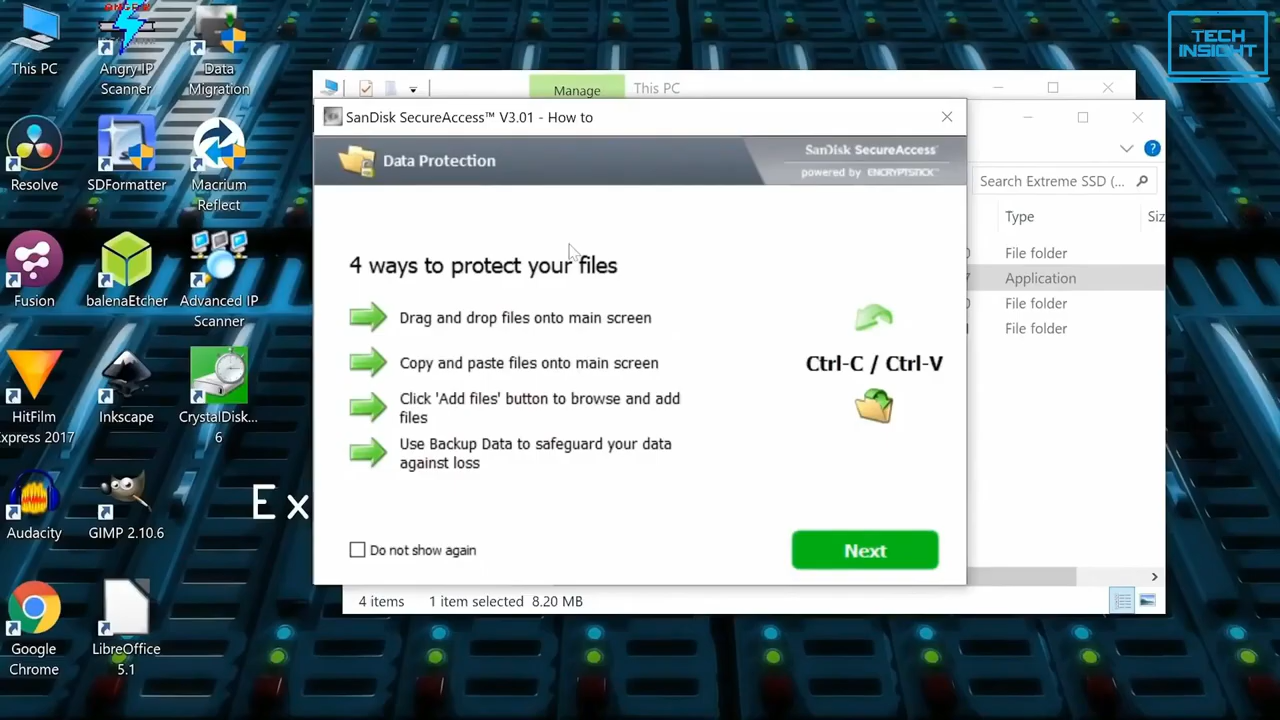 TECH
INSIGHT
This PC
Angry IP
Scanner
Data
Migration
Resolve
SDFormatter
Macrium
Reflect
Fusion
balenaEtcher
Advanced IP
Scanner
HitFilm
Express 2017
Inkscape
CrystalDisk...
6
Audacity
GIMP 2.10.6
Google
Chrome
LibreOffice
5.1
Ex
Manage
This PC
SanDisk SecureAccess™ V3.01 - How to
Data Protection
SanDisk SecureAccess™
powered by ENCRYPTSTICK™
4 ways to protect your files
Drag and drop files onto main screen
Copy and paste files onto main screen
Ctrl-C / Ctrl-V
Click 'Add files' button to browse and add
files
Use Backup Data to safeguard your data
against loss
Do not show again
Next
Search Extreme SSD (...
Type
Siz
File folder
Application
File folder
File folder
4 items
1 item selected 8.20 MB